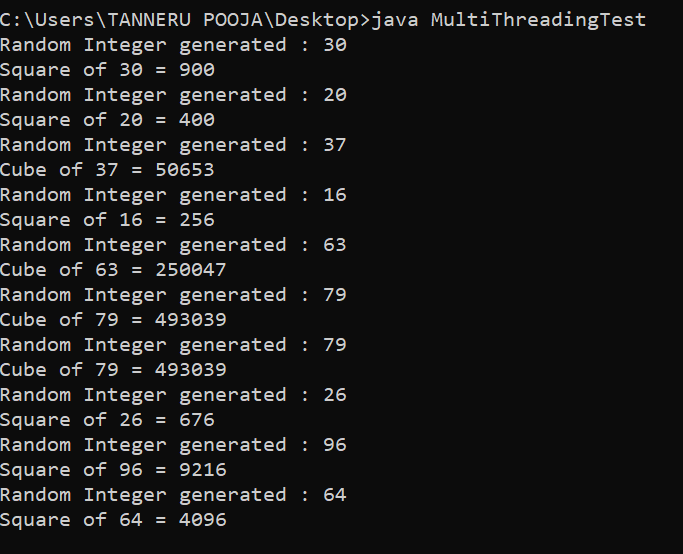 C:\Users\TANNERU POOJA\Desktop>java MultiThreadingTest
Random Integer generated : 30
Square of 30 = 900
Random Integer generated : 20
Square of 20 = 400
Random Integer generated : 37
Cube of 37 = 50653
Random Integer generated : 16
Square of 16 = 256
Random Integer generated : 63
Cube of 63 = 250047
Random Integer generated : 79
Cube of 79 = 493039
Random Integer generated : 79
Cube of 79 = 493039
Random Integer generated : 26
Square of 26 = 676
Random Integer generated : 96
Square of 96 = 9216
Random Integer generated : 64
Square of 64 = 4096